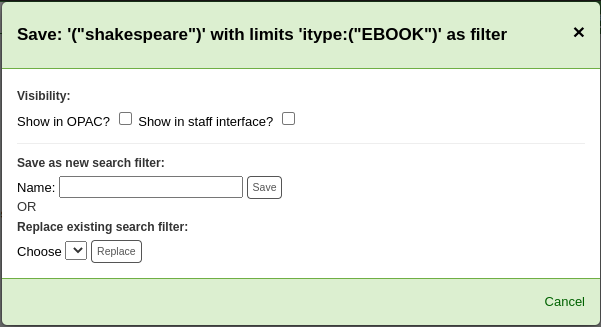 Save: '("shakespeare")' with limits 'itype:("EBOOK")' as filter ×
Visibility:
Show in OPAC? Show in staff interface?
Save as new search filter:
Name: Save
OR
Replace existing search filter:
Choose Replace
Cancel